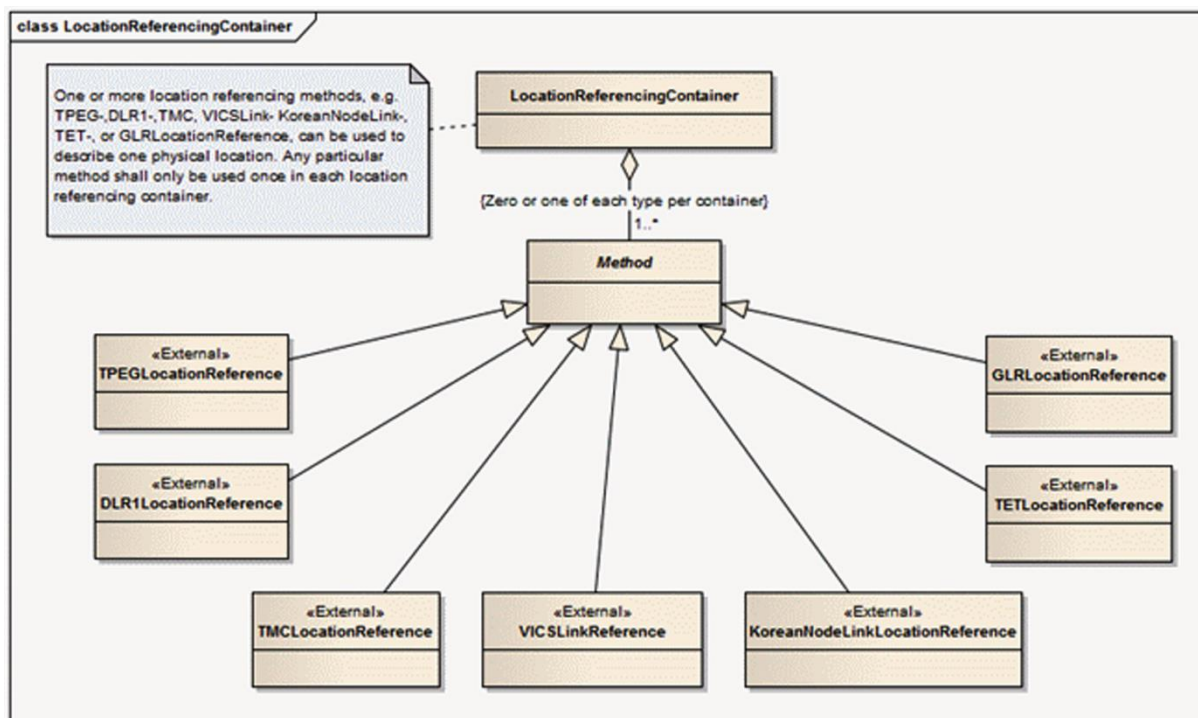 class LocationReferencingContainer
One or more location referencing methods, e.g.
TPEG-,DLR1-,TMC, VICSLink- KoreanNodeLink-,
TET-, or GLRLocationReference, can be used to
describe one physical location. Any particular
method shall only be used once in each location
referencing container.
LocationReferencingContainer
{Zero or one of each type per container}
1..*
Method
«External»
TPEGLocationReference
«External»
GLRLocationReference
«External»
DLR1LocationReference
«External»
TETLocationReference
«External»
TMCLocationReference
«External»
VICSLinkReference
«External»
KoreanNodeLinkLocationReference